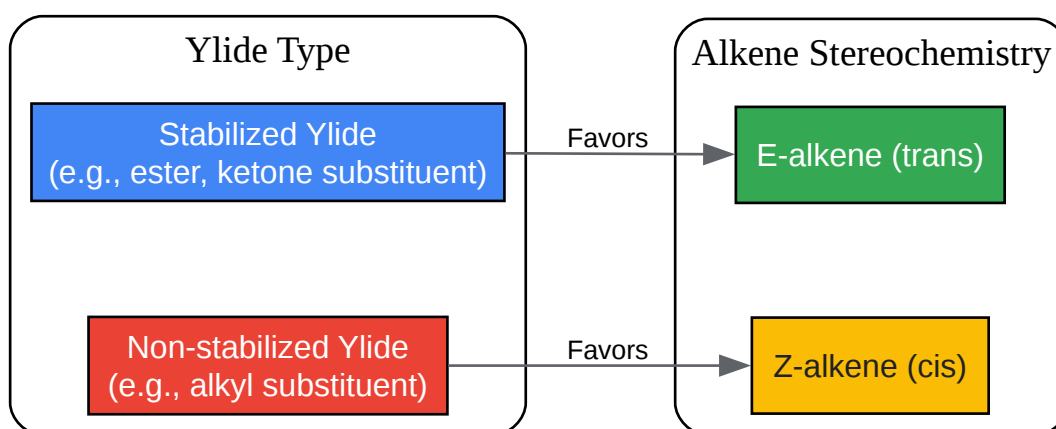 Ylide Type
Alkene Stereochemistry
Stabilized Ylide
(e.g., ester, ketone substituent)
Favors
E-alkene (trans)
Non-stabilized Ylide
(e.g., alkyl substituent)
Favors
Z-alkene (cis)